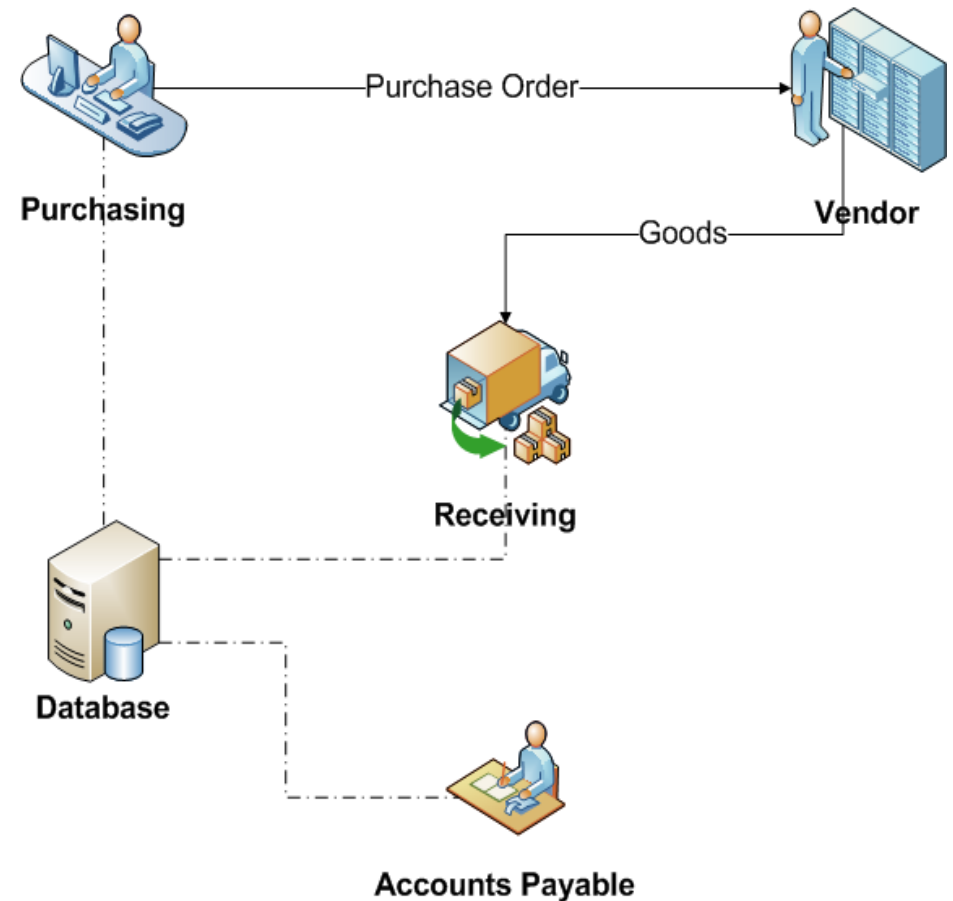 Purchase Order
Purchasing
Vendor
Goods
Receiving
Database
Accounts Payable